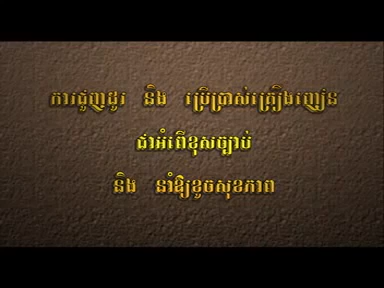 ការជួញដូរ និង ប្រើប្រាស់គ្រឿងញៀន
ជាអំពើខុសច្បាប់
និង នាំឱ្យខូចសុខភាព